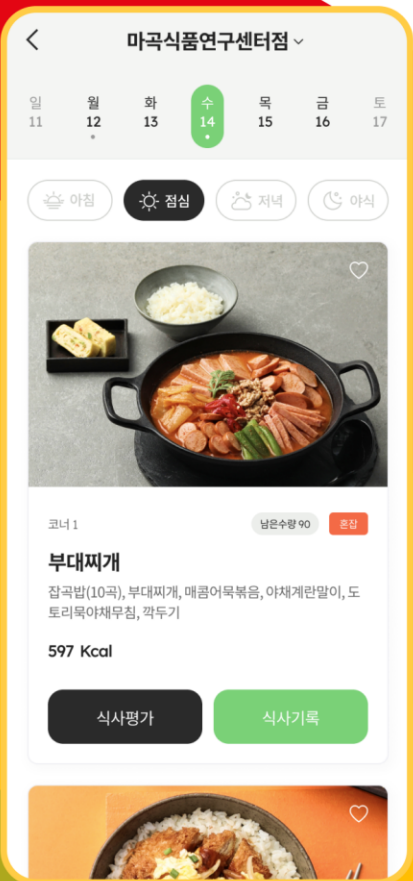 마곡식품연구센터점
일 월 화 수 목 금 토
11 12 13 14 15 16 17
아침 점심 저녁 야식
코너 1 남은수량 90 혼잡
부대찌개
잡곡밥(10곡), 부대찌개, 매콤어묵볶음, 야채계란말이, 도
토리묵야채무침, 깍두기
597 Kcal
식사평가 식사기록